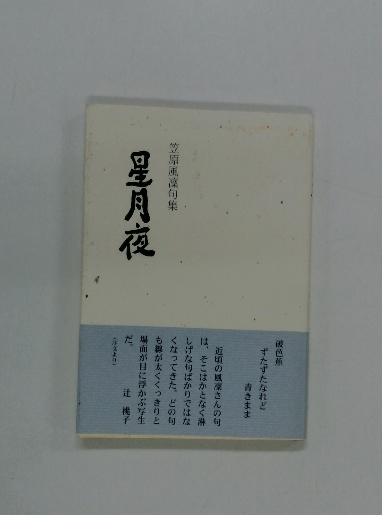 笠原風凜句集
星月夜
破芭蕉
ずたずたなれど
青きまま
近頃の風凜さんの句
は、そこはかとなく淋
しげな句ばかりではな
くなってきた。どの句
も線が太くくっきりと
場面が目に浮かぶ写生
だ。
辻 桃子
（序文より）